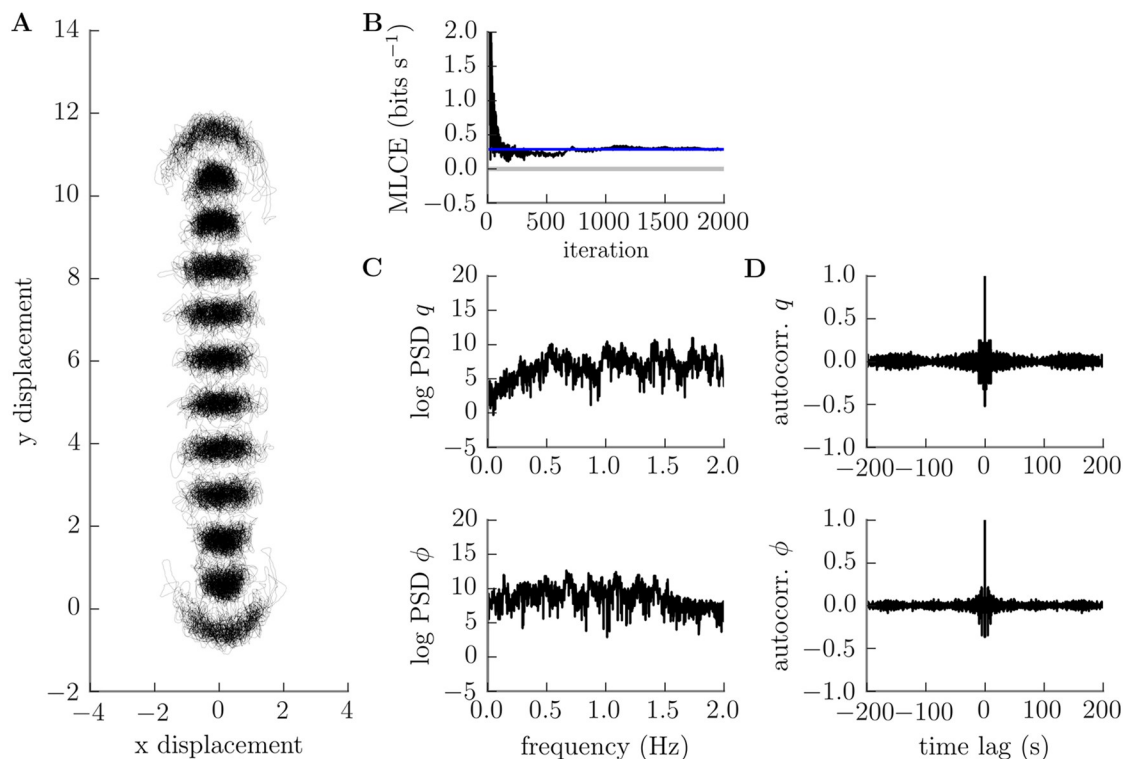 A
14
12
10
8
6
4
2
0
−2
−4 −2 0 2 4
y displacement
x displacement
B
2.0
1.5
1.0
0.5
0.0
−0.5
0 500 1000 1500 2000
MLCE (bits s⁻¹)
iteration
C
20
15
10
5
0
−5
0.0 0.5 1.0 1.5 2.0
log PSD q
D
1.0
0.5
0.0
−0.5
−1.0
−200 −100 0 100 200
autocorr. q
20
15
10
5
0
−5
0.0 0.5 1.0 1.5 2.0
log PSD ϕ
frequency (Hz)
1.0
0.5
0.0
−0.5
−1.0
−200 −100 0 100 200
autocorr. ϕ
time lag (s)